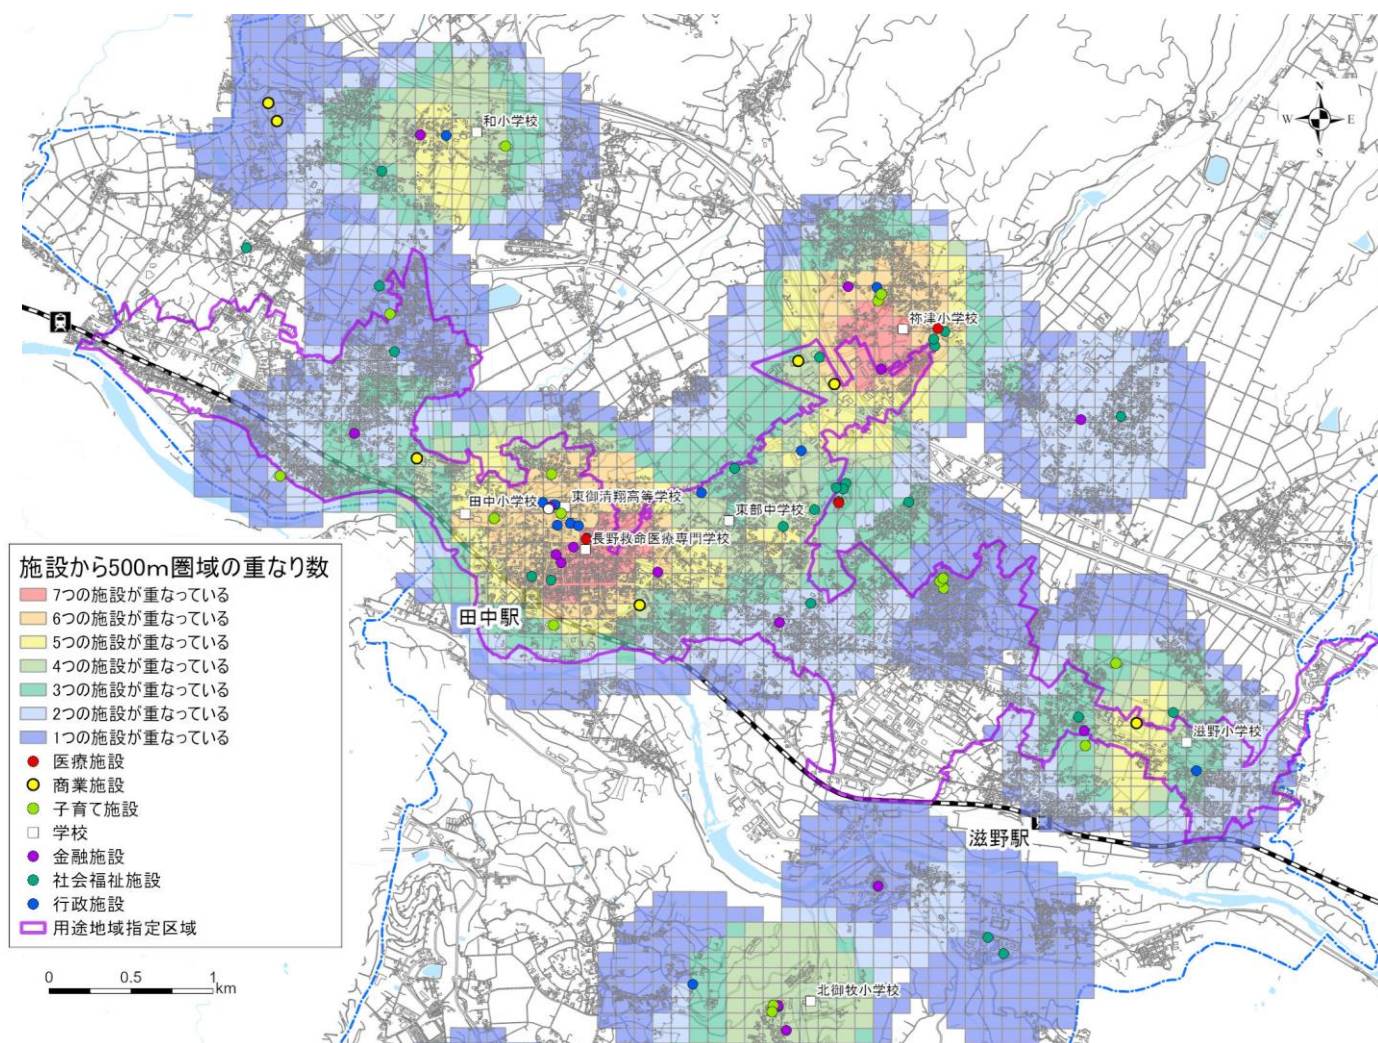 和小学校
N
W E
S
祢津小学校
田中小学校
東御清翔高等学校
東部中学校
長野救命医療専門学校
田中駅
滋野小学校
滋野駅
北御牧小学校
施設から500m圏域の重なり数
7つの施設が重なっている
6つの施設が重なっている
5つの施設が重なっている
4つの施設が重なっている
3つの施設が重なっている
2つの施設が重なっている
1つの施設が重なっている
医療施設
商業施設
子育て施設
学校
金融施設
社会福祉施設
行政施設
用途地域指定区域
0 0.5 1
km